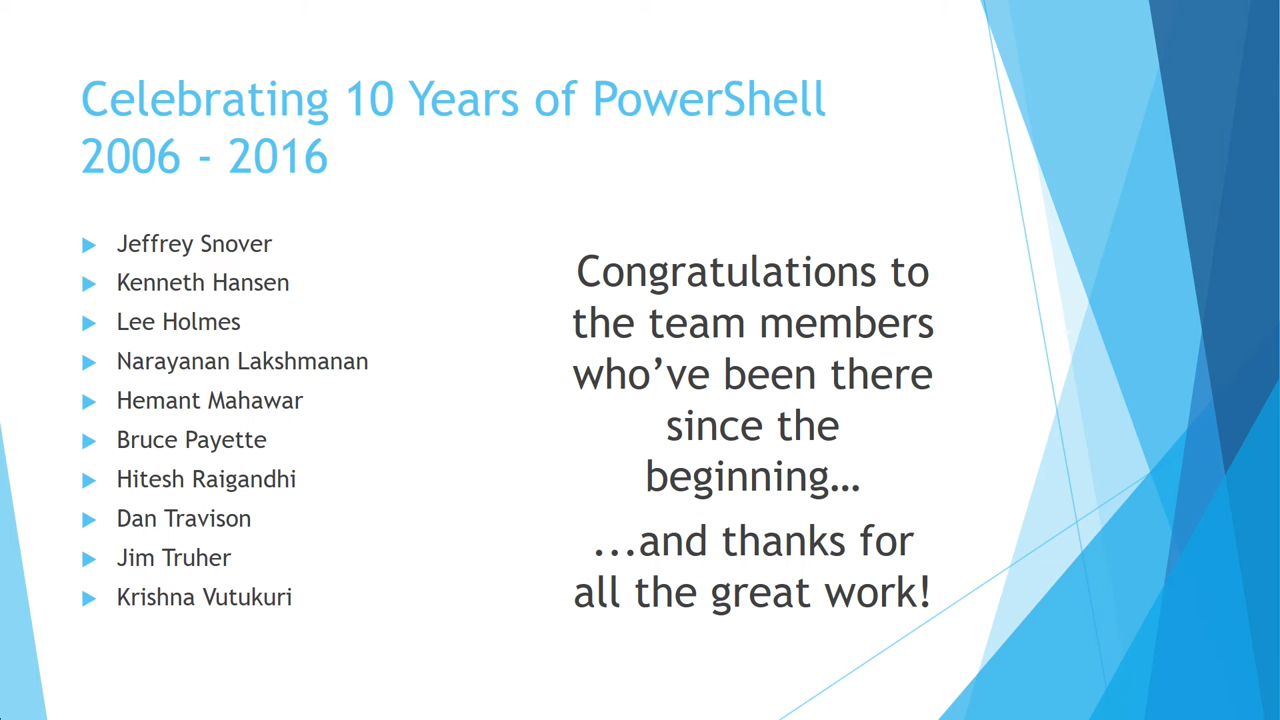 Celebrating 10 Years of PowerShell
2006 - 2016
Jeffrey Snover
Kenneth Hansen
Lee Holmes
Narayanan Lakshmanan
Hemant Mahawar
Bruce Payette
Hitesh Raigandhi
Dan Travison
Jim Truher
Krishna Vutukuri
Congratulations to
the team members
who’ve been there
since the
beginning…
...and thanks for
all the great work!